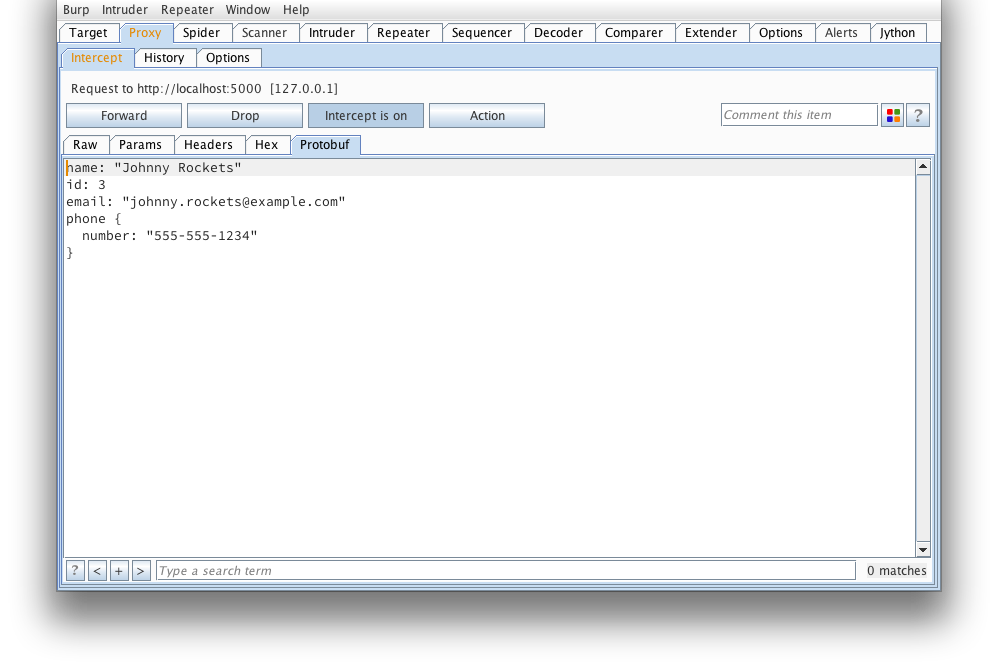 Burp Intruder Repeater Window Help
Target Proxy Spider Scanner Intruder Repeater Sequencer Decoder Comparer Extender Options Alerts Jython
Intercept History Options
Request to http://localhost:5000 [127.0.0.1]
Forward Drop Intercept is on Action Comment this item ?
Raw Params Headers Hex Protobuf
name: "Johnny Rockets"
id: 3
email: "johnny.rockets@example.com"
phone {
  number: "555-555-1234"
}
? < + > Type a search term 0 matches